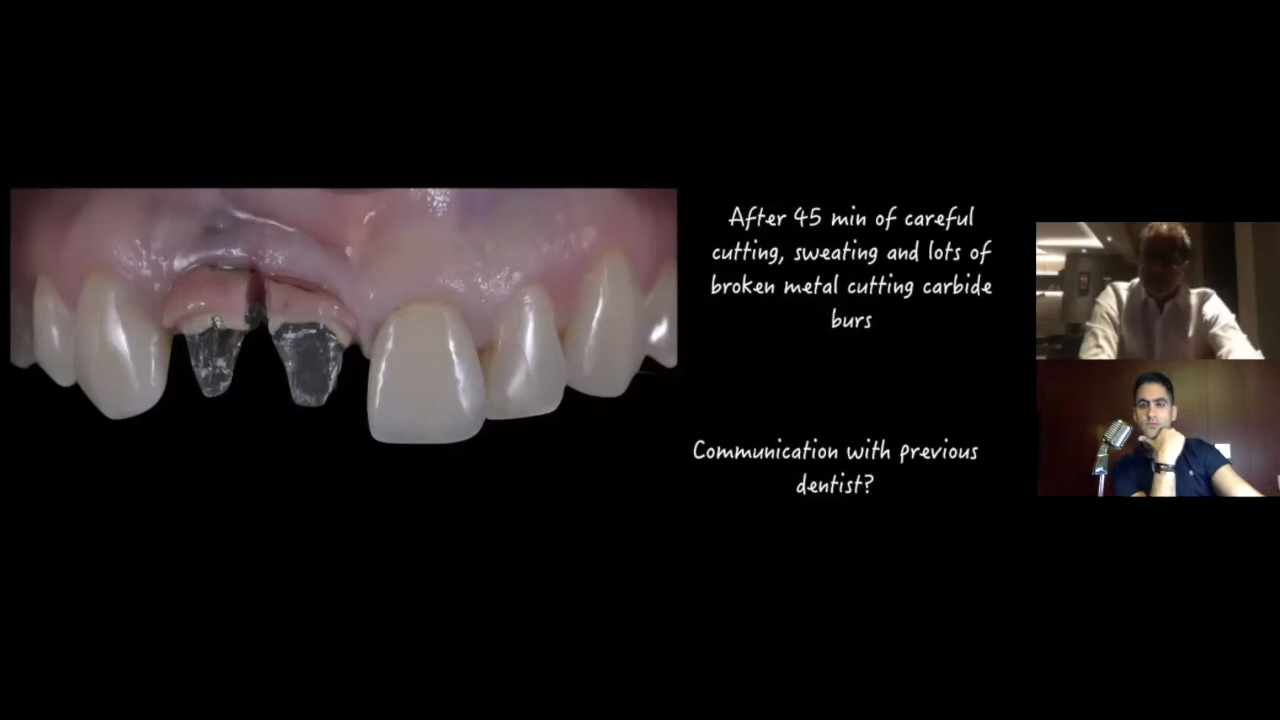 After 45 min of careful
cutting, sweating and lots of
broken metal cutting carbide
burs
Communication with previous
dentist?